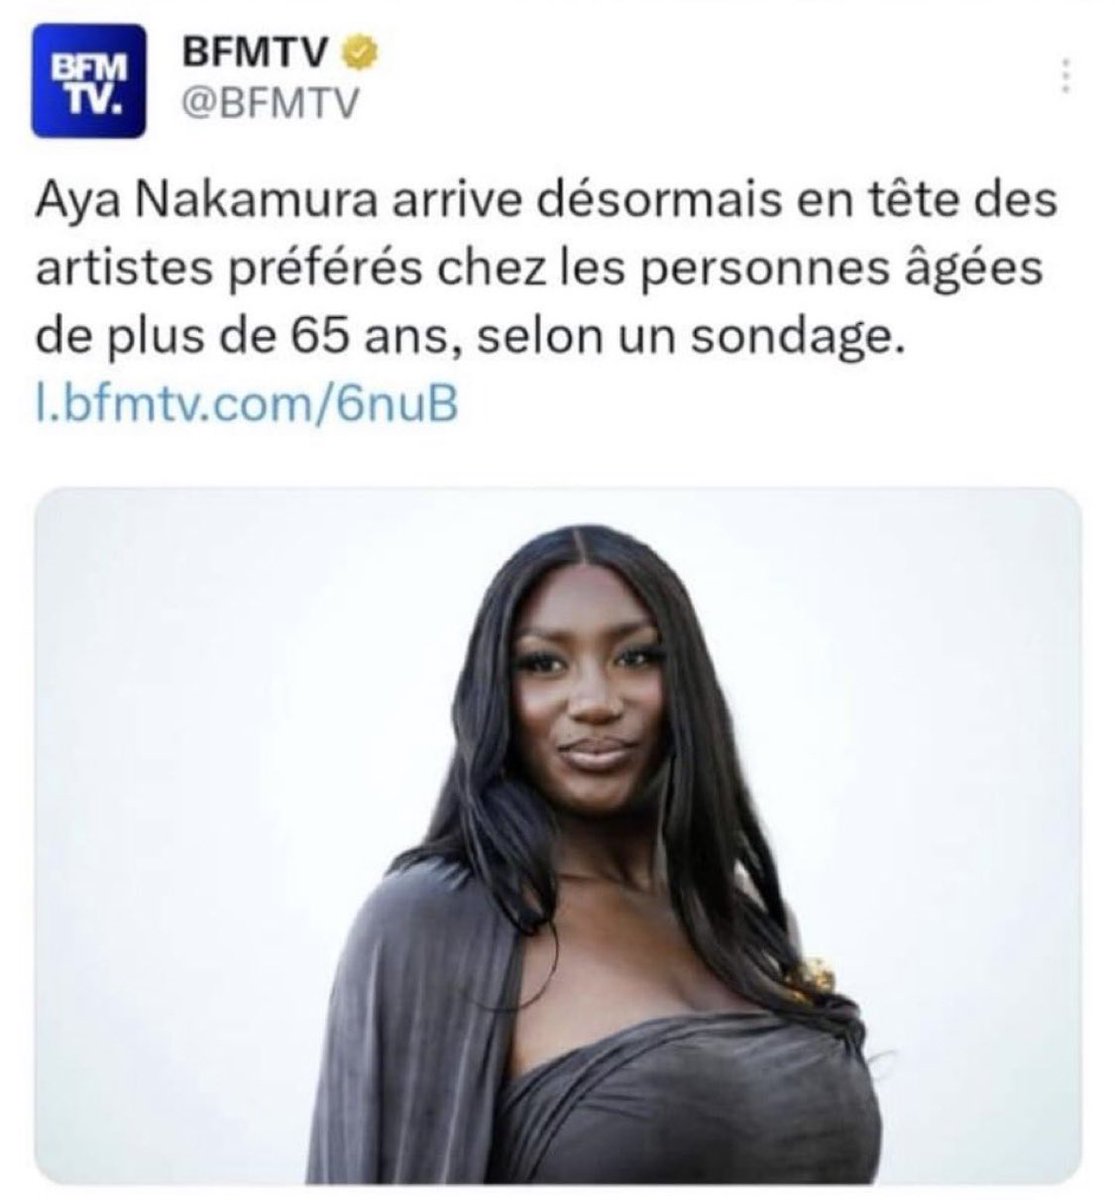 BFM
TV.
BFMTV
@BFMTV
Aya Nakamura arrive désormais en tête des
artistes préférés chez les personnes âgées
de plus de 65 ans, selon un sondage.
l.bfmtv.com/6nuB